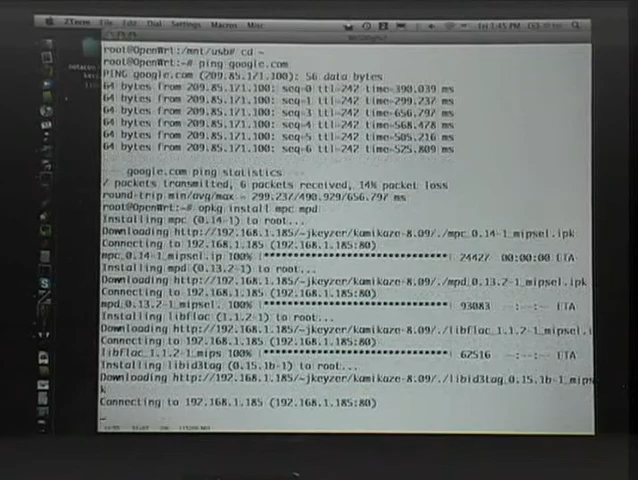 ZTerm File Edit Dial Settings Macro Misc Fri 1:45 PM
root@OpenWrt:/mnt/usb# cd ~
root@OpenWrt:~# ping google.com
PING google.com (209.85.171.100): 56 data bytes
64 bytes from 209.85.171.100: seq=0 ttl=242 time=390.039 ms
64 bytes from 209.85.171.100: seq=1 ttl=242 time=299.237 ms
64 bytes from 209.85.171.100: seq=3 ttl=242 time=656.797 ms
64 bytes from 209.85.171.100: seq=4 ttl=242 time=568.478 ms
64 bytes from 209.85.171.100: seq=5 ttl=242 time=505.216 ms
64 bytes from 209.85.171.100: seq=6 ttl=242 time=525.809 ms
google.com ping statistics
7 packets transmitted, 6 packets received, 14% packet loss
round-trip min/avg/max = 299.237/490.929/656.797 ms
root@OpenWrt:~# opkg install mpc mpd
Installing mpc (0.14-1) to root...
Downloading http://192.168.1.185/~jkeyzer/kamikaze-8.09/./mpc_0.14-1_mipsel.ipk
Connecting to 192.168.1.185 (192.168.1.185:80)
mpc_0.14-1_mipsel.ip 100% |*******************************| 24427 00:00:00 ETA
Installing mpd (0.13.2-1) to root...
Downloading http://192.168.1.185/~jkeyzer/kamikaze-8.09/./mpd_0.13.2-1_mipsel.ipk
Connecting to 192.168.1.185 (192.168.1.185:80)
mpd_0.13.2-1_mipsel. 100% |*******************************| 93083 --:--:-- ETA
Installing libflac (1.1.2-1) to root...
Downloading http://192.168.1.185/~jkeyzer/kamikaze-8.09/./libflac_1.1.2-1_mipsel.i
Connecting to 192.168.1.185 (192.168.1.185:80)
libflac_1.1.2-1_mips 100% |*******************************| 62516 --:--:-- ETA
Installing libid3tag (0.15.1b-1) to root...
Downloading http://192.168.1.185/~jkeyzer/kamikaze-8.09/./libid3tag_0.15.1b-1_mips
k
Connecting to 192.168.1.185 (192.168.1.185:80)